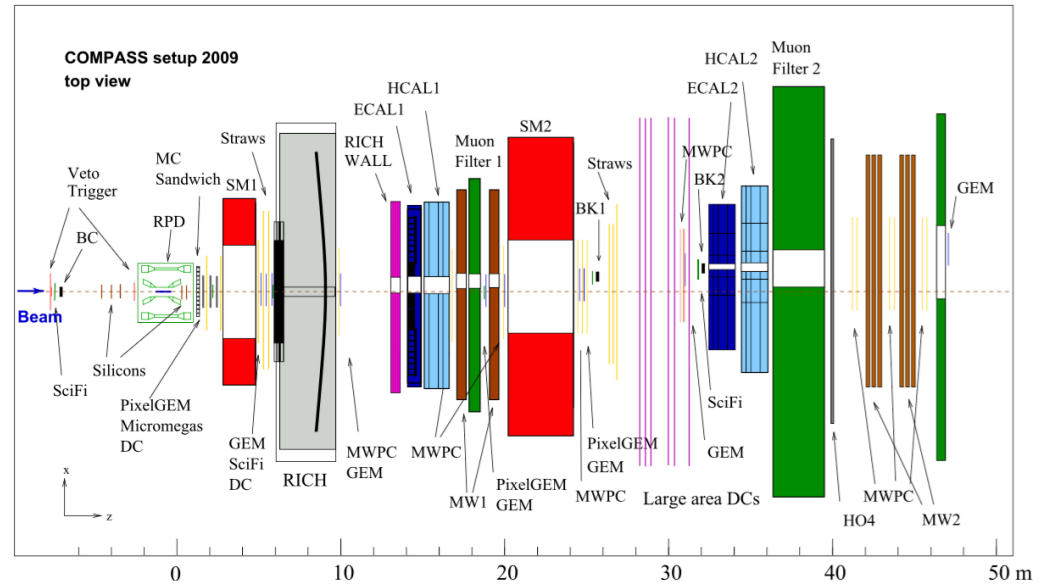 COMPASS setup 2009
top view
Muon
Filter 2
HCAL2
ECAL2
HCAL1
ECAL1
SM2
Straws
RICH
WALL
Muon
Filter 1
MWPC
BK2
MC
Sandwich
Veto
Trigger
SM1
Straws
GEM
BK1
RPD
BC
Beam
Silicons
SciFi
PixelGEM
Micromegas
DC
GEM
SciFi
DC
RICH
MWPC
GEM
MWPC
MW1
PixelGEM
GEM
PixelGEM
GEM
MWPC
SciFi
GEM
Large area DCs
HO4
MWPC
MW2
x
z
0
10
20
30
40
50 m